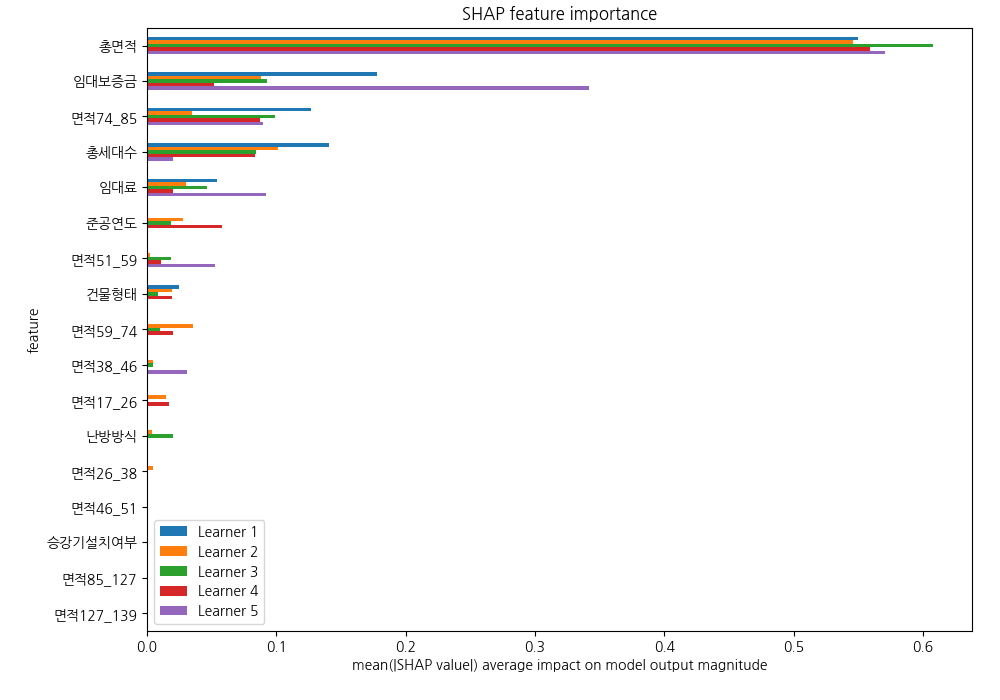 SHAP feature importance
총면적
임대보증금
면적74_85
총세대수
임대료
준공연도
면적51_59
건물형태
면적59_74
면적38_46
면적17_26
난방방식
면적26_38
면적46_51
승강기설치여부
면적85_127
면적127_139
feature
Learner 1
Learner 2
Learner 3
Learner 4
Learner 5
0.0 0.1 0.2 0.3 0.4 0.5 0.6
mean(|SHAP value|) average impact on model output magnitude